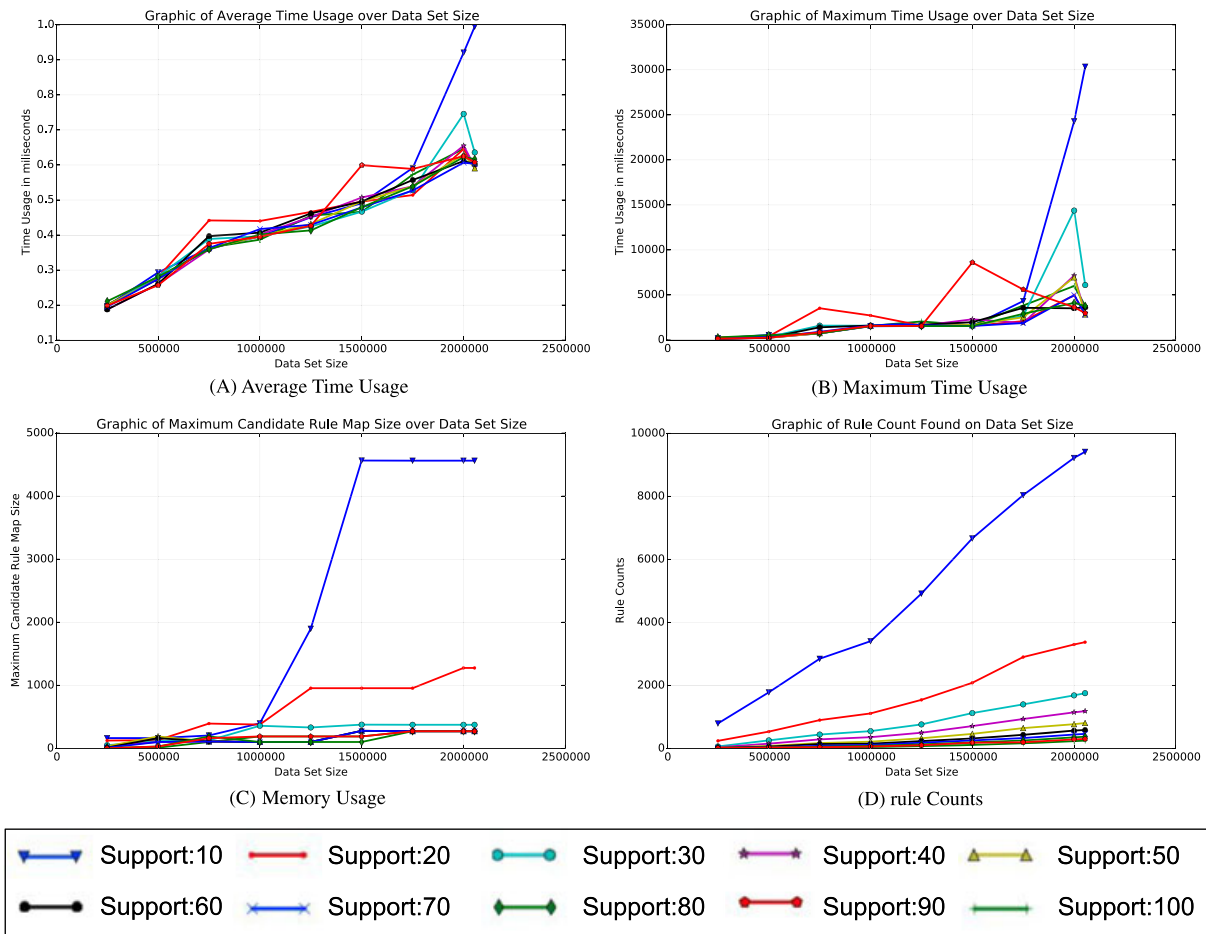 Graphic of Average Time Usage over Data Set Size
1.0
0.9
0.8
0.7
0.6
0.5
0.4
0.3
0.2
0.1
Time Usage in miliseconds
0 500000 1000000 1500000 2000000 2500000
Data Set Size
(A) Average Time Usage
Graphic of Maximum Time Usage over Data Set Size
35000
30000
25000
20000
15000
10000
5000
0
Time Usage in miliseconds
0 500000 1000000 1500000 2000000 2500000
Data Set Size
(B) Maximum Time Usage
Graphic of Maximum Candidate Rule Map Size over Data Set Size
5000
4000
3000
2000
1000
0
Maximum Candidate Rule Map Size
0 500000 1000000 1500000 2000000 2500000
Data Set Size
(C) Memory Usage
Graphic of Rule Count Found on Data Set Size
10000
8000
6000
4000
2000
0
Rule Counts
0 500000 1000000 1500000 2000000 2500000
Data Set Size
(D) rule Counts
Support:10 Support:20 Support:30 Support:40 Support:50
Support:60 Support:70 Support:80 Support:90 Support:100